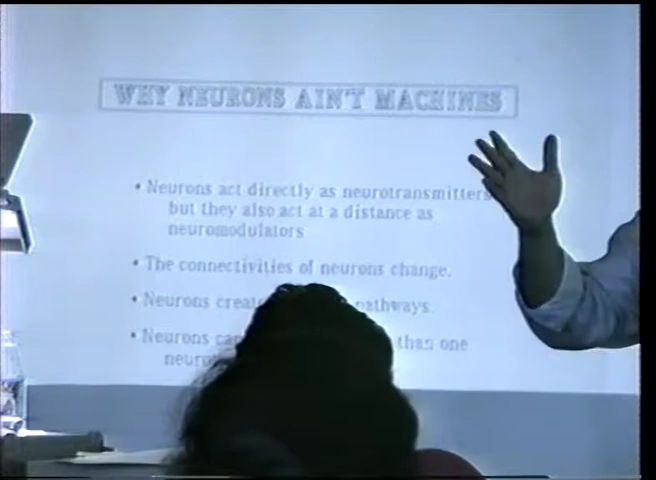 WHY NEURONS AIN'T MACHINES
• Neurons act directly as neurotransmitters
but they also act at a distance as
neuromodulators.
• The connectivities of neurons change.
• Neurons pathways.
• Neurons than one